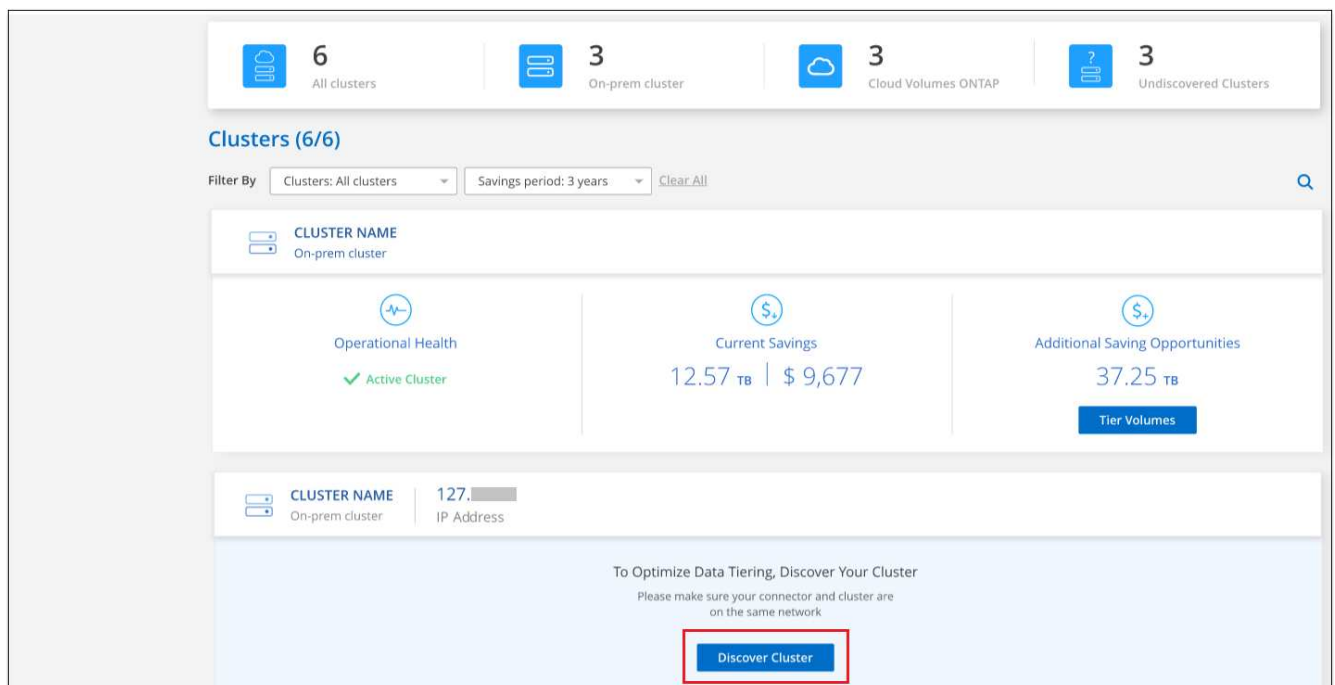 6
All clusters
3
On-prem cluster
3
Cloud Volumes ONTAP
?
3
Undiscovered Clusters
Clusters (6/6)
Filter By
Clusters: All clusters
Savings period: 3 years
Clear All
CLUSTER NAME
On-prem cluster
Operational Health
Active Cluster
Current Savings
12.57 TB | $ 9,677
Additional Saving Opportunities
37.25 TB
Tier Volumes
CLUSTER NAME
On-prem cluster
127.
IP Address
To Optimize Data Tiering, Discover Your Cluster
Please make sure your connector and cluster are
on the same network
Discover Cluster